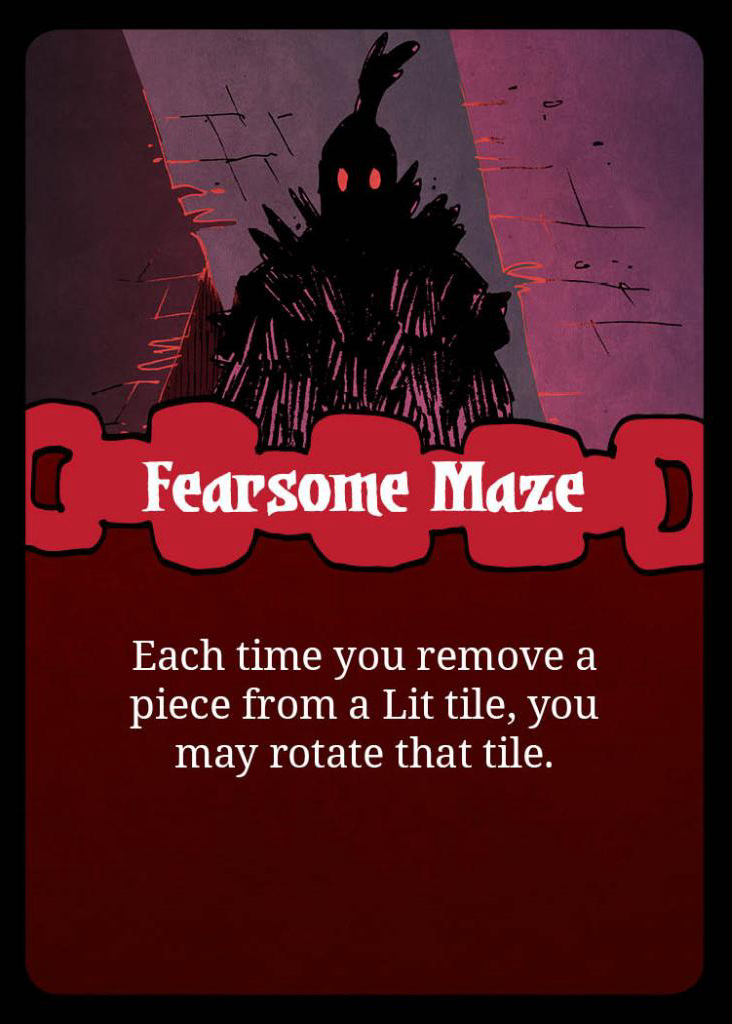 Fearsome Maze
Each time you remove a
piece from a Lit tile, you
may rotate that tile.